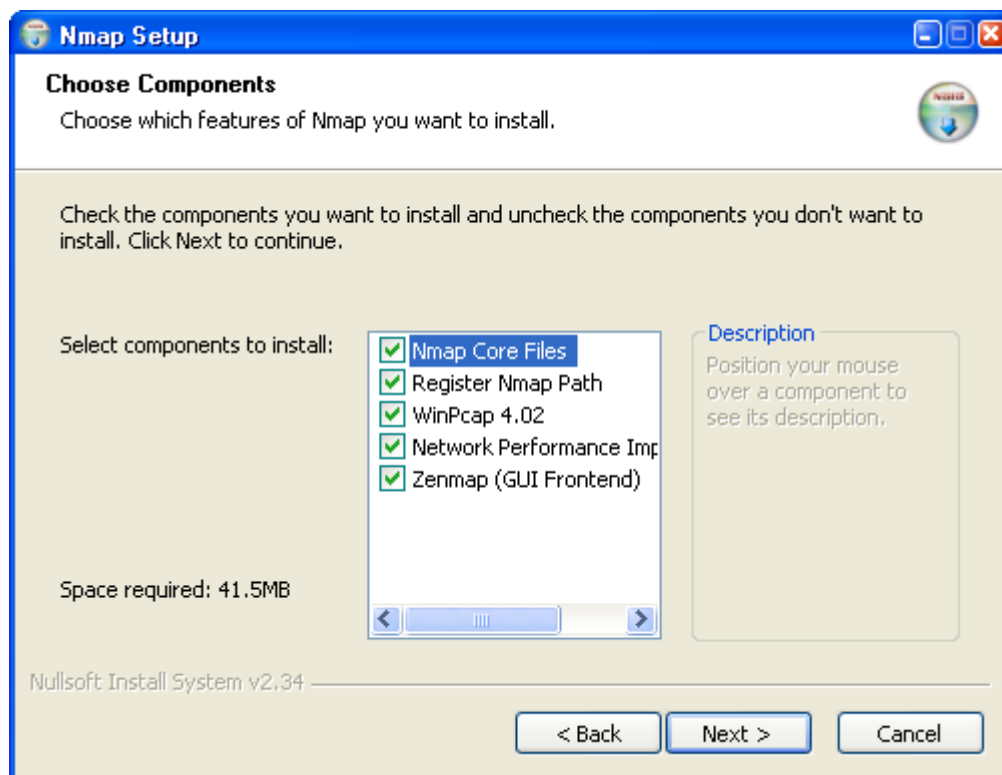 Nmap Setup
Choose Components
Choose which features of Nmap you want to install.
Check the components you want to install and uncheck the components you don't want to
install. Click Next to continue.
Select components to install:
Nmap Core Files
Register Nmap Path
WinPcap 4.02
Network Performance Imp
Zenmap (GUI Frontend)
Description
Position your mouse
over a component to
see its description.
Space required: 41.5MB
Nullsoft Install System v2.34
< Back
Next >
Cancel